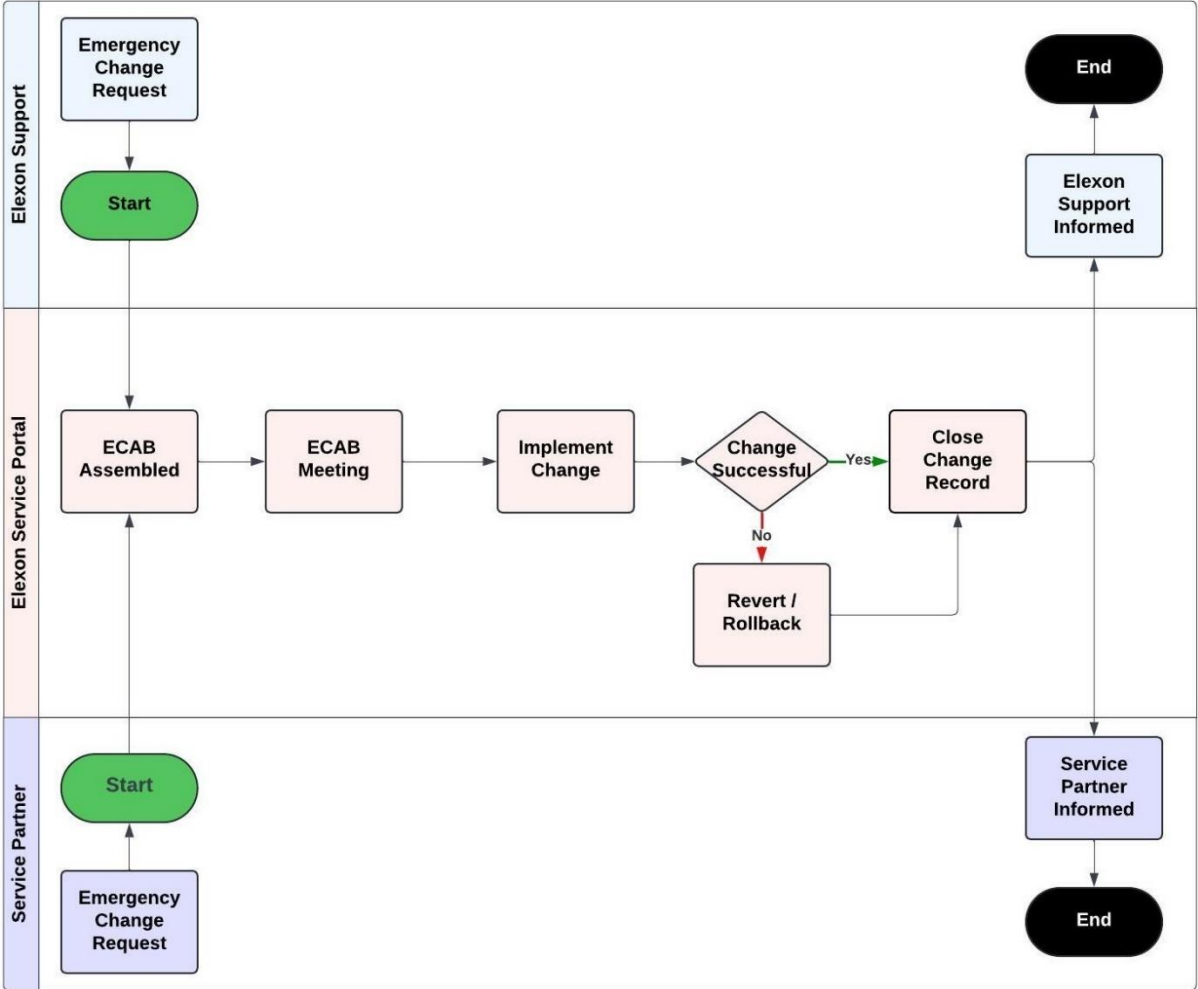 Elexon Support
Emergency
Change
Request
Start
End
Elexon
Support
Informed
Elexon Service Portal
ECAB
Assembled
ECAB
Meeting
Implement
Change
Change
Successful
Yes
No
Close
Change
Record
Revert /
Rollback
Service Partner
Start
Emergency
Change
Request
Service
Partner
Informed
End